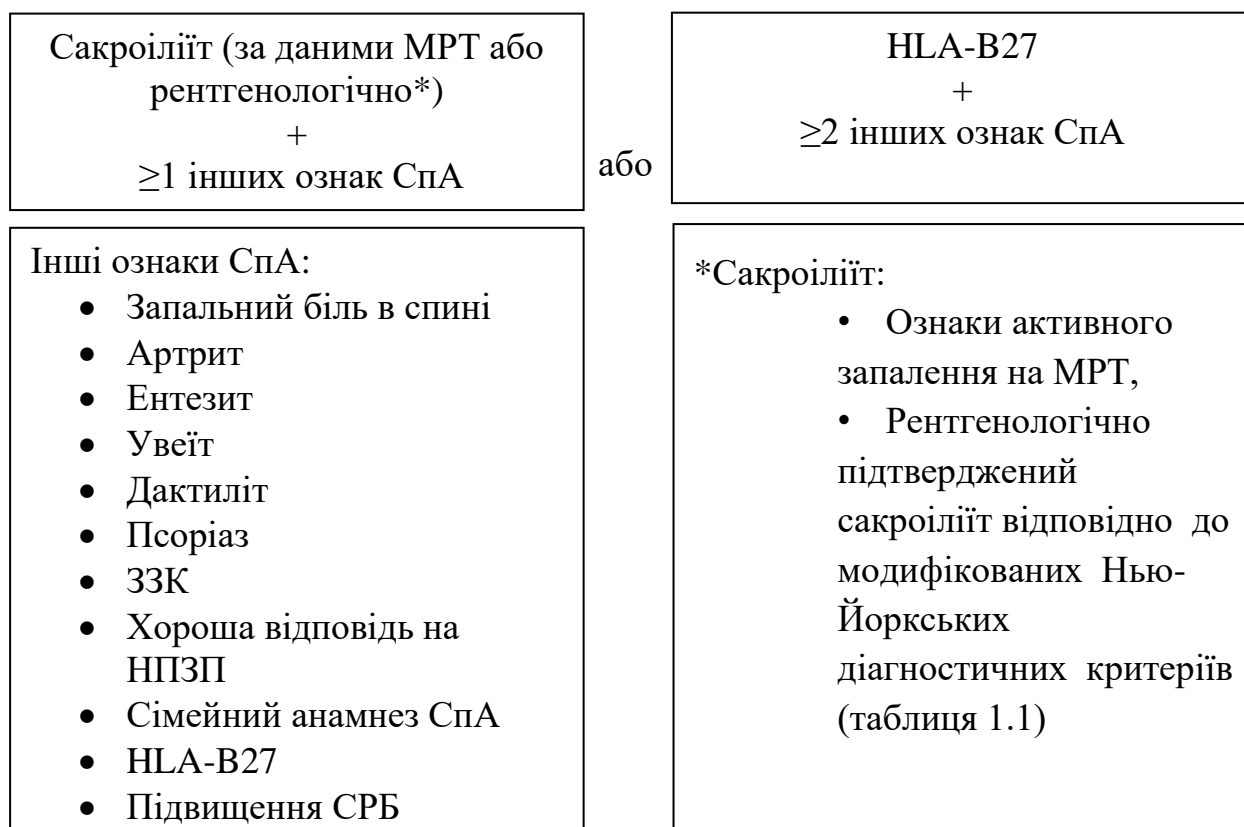 Сакроіліїт (за даними МРТ або
рентгенологічно*)
+
≥1 інших ознак СпА
або
HLA-B27
+
≥2 інших ознак СпА
Інші ознаки СпА:
• Запальний біль в спині
• Артрит
• Ентезит
• Увеїт
• Дактиліт
• Псоріаз
• ЗЗК
• Хороша відповідь на
НПЗП
• Сімейний анамнез СпА
• HLA-B27
• Підвищення СРБ
*Сакроіліїт:
• Ознаки активного
запалення на МРТ,
• Рентгенологічно
підтверджений
сакроіліїт відповідно до
модифікованих Нью-
Йоркських
діагностичних критеріїв
(таблиця 1.1)